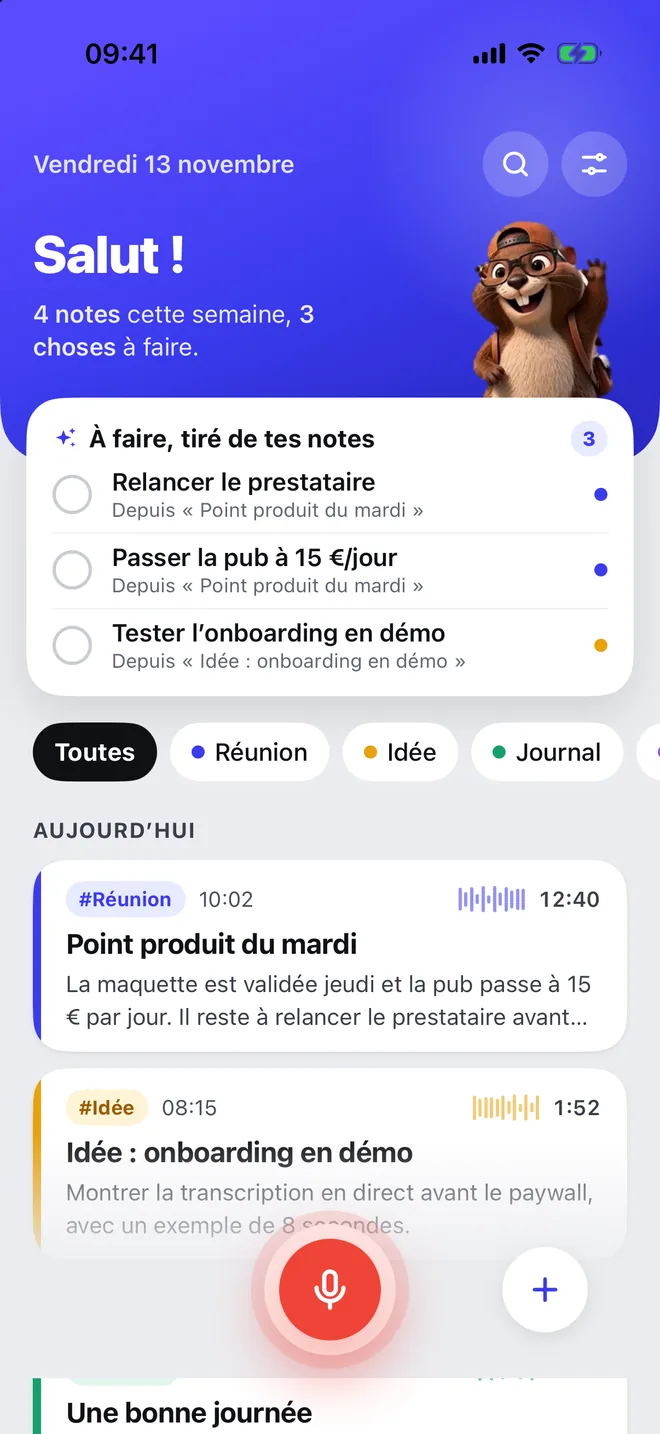 09:41
Vendredi 13 novembre
Salut !
4 notes cette semaine, 3
choses à faire.
À faire, tiré de tes notes
3
Relancer le prestataire
Depuis « Point produit du mardi »
Passer la pub à 15 €/jour
Depuis « Point produit du mardi »
Tester l’onboarding en démo
Depuis « Idée : onboarding en démo »
Toutes
Réunion
Idée
Journal
AUJOURD’HUI
#Réunion 10:02 12:40
Point produit du mardi
La maquette est validée jeudi et la pub passe à 15
€ par jour. Il reste à relancer le prestataire avant...
#Idée 08:15 1:52
Idée : onboarding en démo
Montrer la transcription en direct avant le paywall,
avec un exemple de 8 secondes.
Une bonne journée